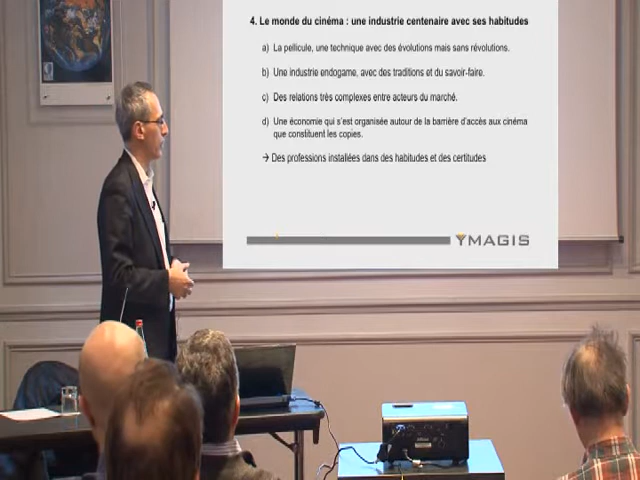 4. Le monde du cinéma : une industrie centenaire avec ses habitudes
a) La pellicule, une technique avec des évolutions mais sans révolutions.
b) Une industrie endogame, avec des traditions et du savoir-faire.
c) Des relations très complexes entre acteurs du marché.
d) Une économie qui s'est organisée autour de la barrière d'accès aux cinéma
que constituent les copies.
→ Des professions installées dans des habitudes et des certitudes
YMAGIS